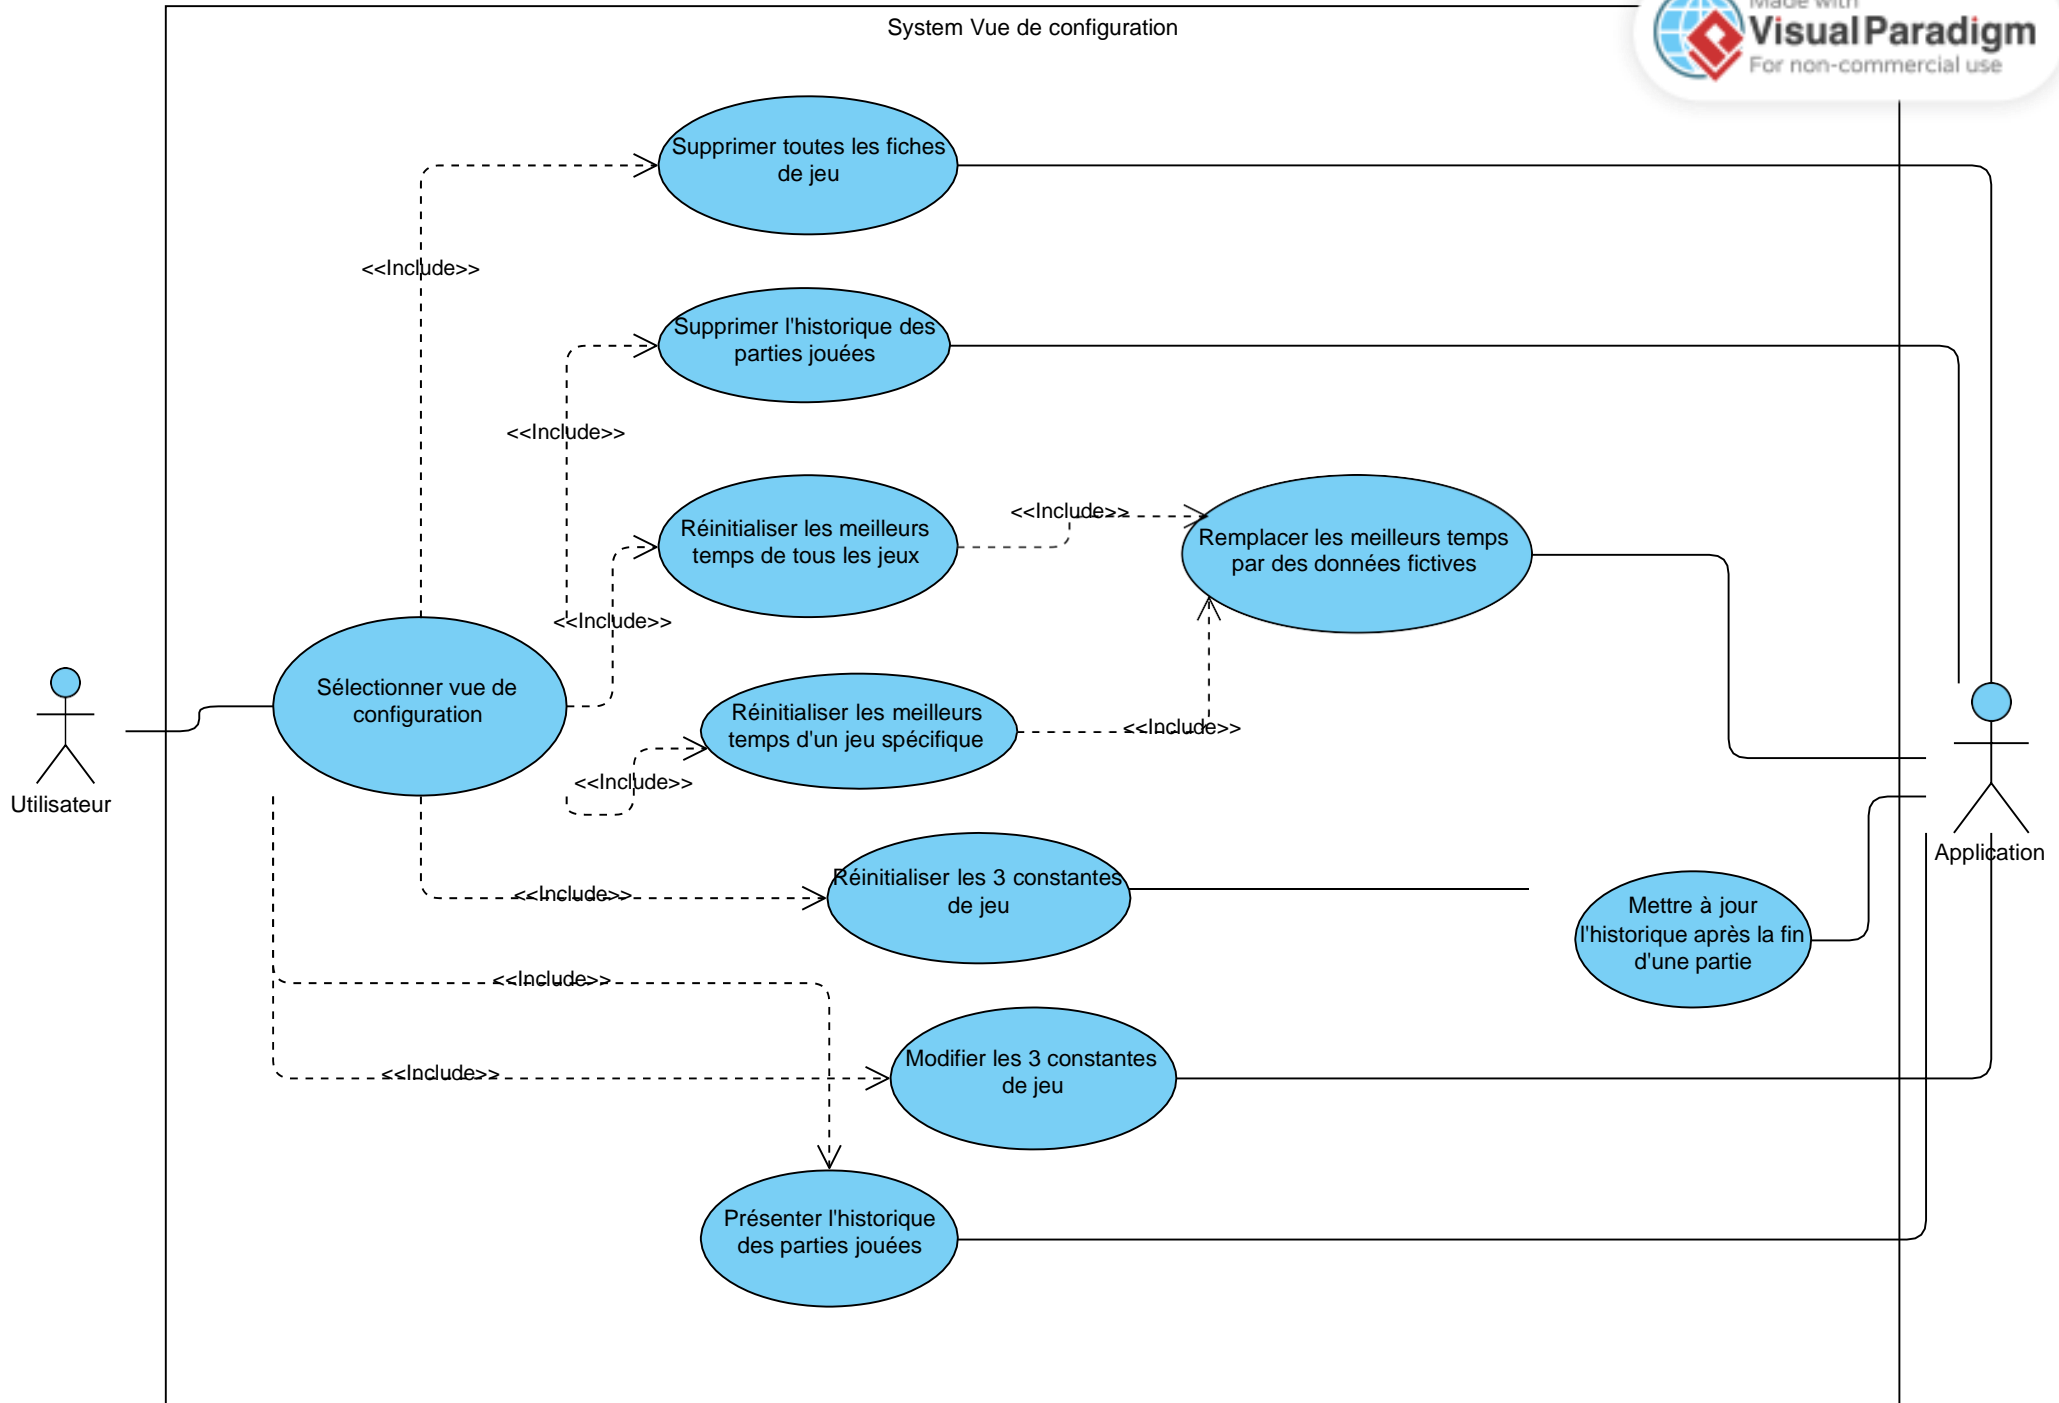 System Vue de configuration
Made with
Visual Paradigm
For non-commercial use
Supprimer toutes les fiches
de jeu
<<Include>>
Supprimer l'historique des
parties jouées
<<Include>>
Réinitialiser les meilleurs
temps de tous les jeux
<<Include>>
Remplacer les meilleurs temps
par des données fictives
<<Include>>
Sélectionner vue de
configuration
Réinitialiser les meilleurs
temps d'un jeu spécifique
<<Include>>
<<Include>>
Utilisateur
Application
Réinitialiser les 3 constantes
de jeu
<<Include>>
Mettre à jour
l'historique après la fin
d'une partie
<<Include>>
Modifier les 3 constantes
de jeu
<<Include>>
Présenter l'historique
des parties jouées